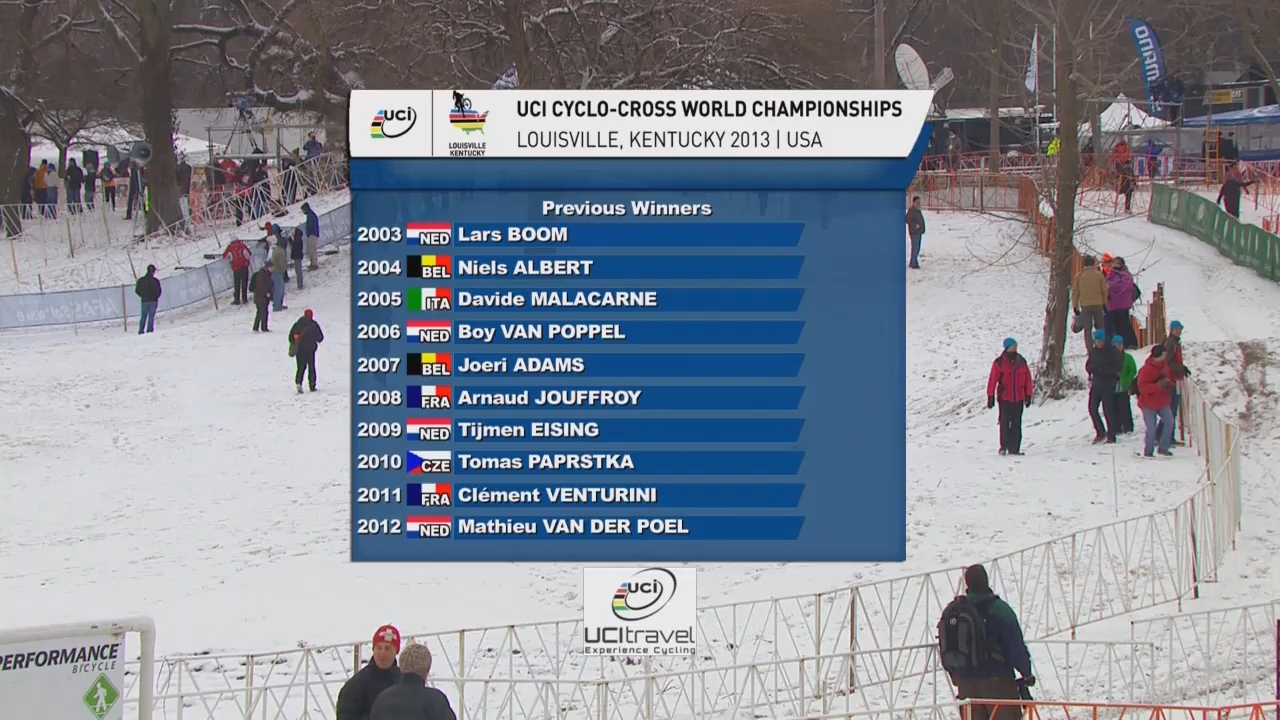 SHIMANO
uci
LOUISVILLE
KENTUCKY
UCI CYCLO-CROSS WORLD CHAMPIONSHIPS
LOUISVILLE, KENTUCKY 2013 | USA
Previous Winners
2003 NED Lars BOOM
2004 BEL Niels ALBERT
2005 ITA Davide MALACARNE
2006 NED Boy VAN POPPEL
2007 BEL Joeri ADAMS
2008 FRA Arnaud JOUFFROY
2009 NED Tijmen EISING
2010 CZE Tomas PAPRSTKA
2011 FRA Clément VENTURINI
2012 NED Mathieu VAN DER POEL
uci
UCItravel
Experience Cycling
PERFORMANCE
BICYCLE